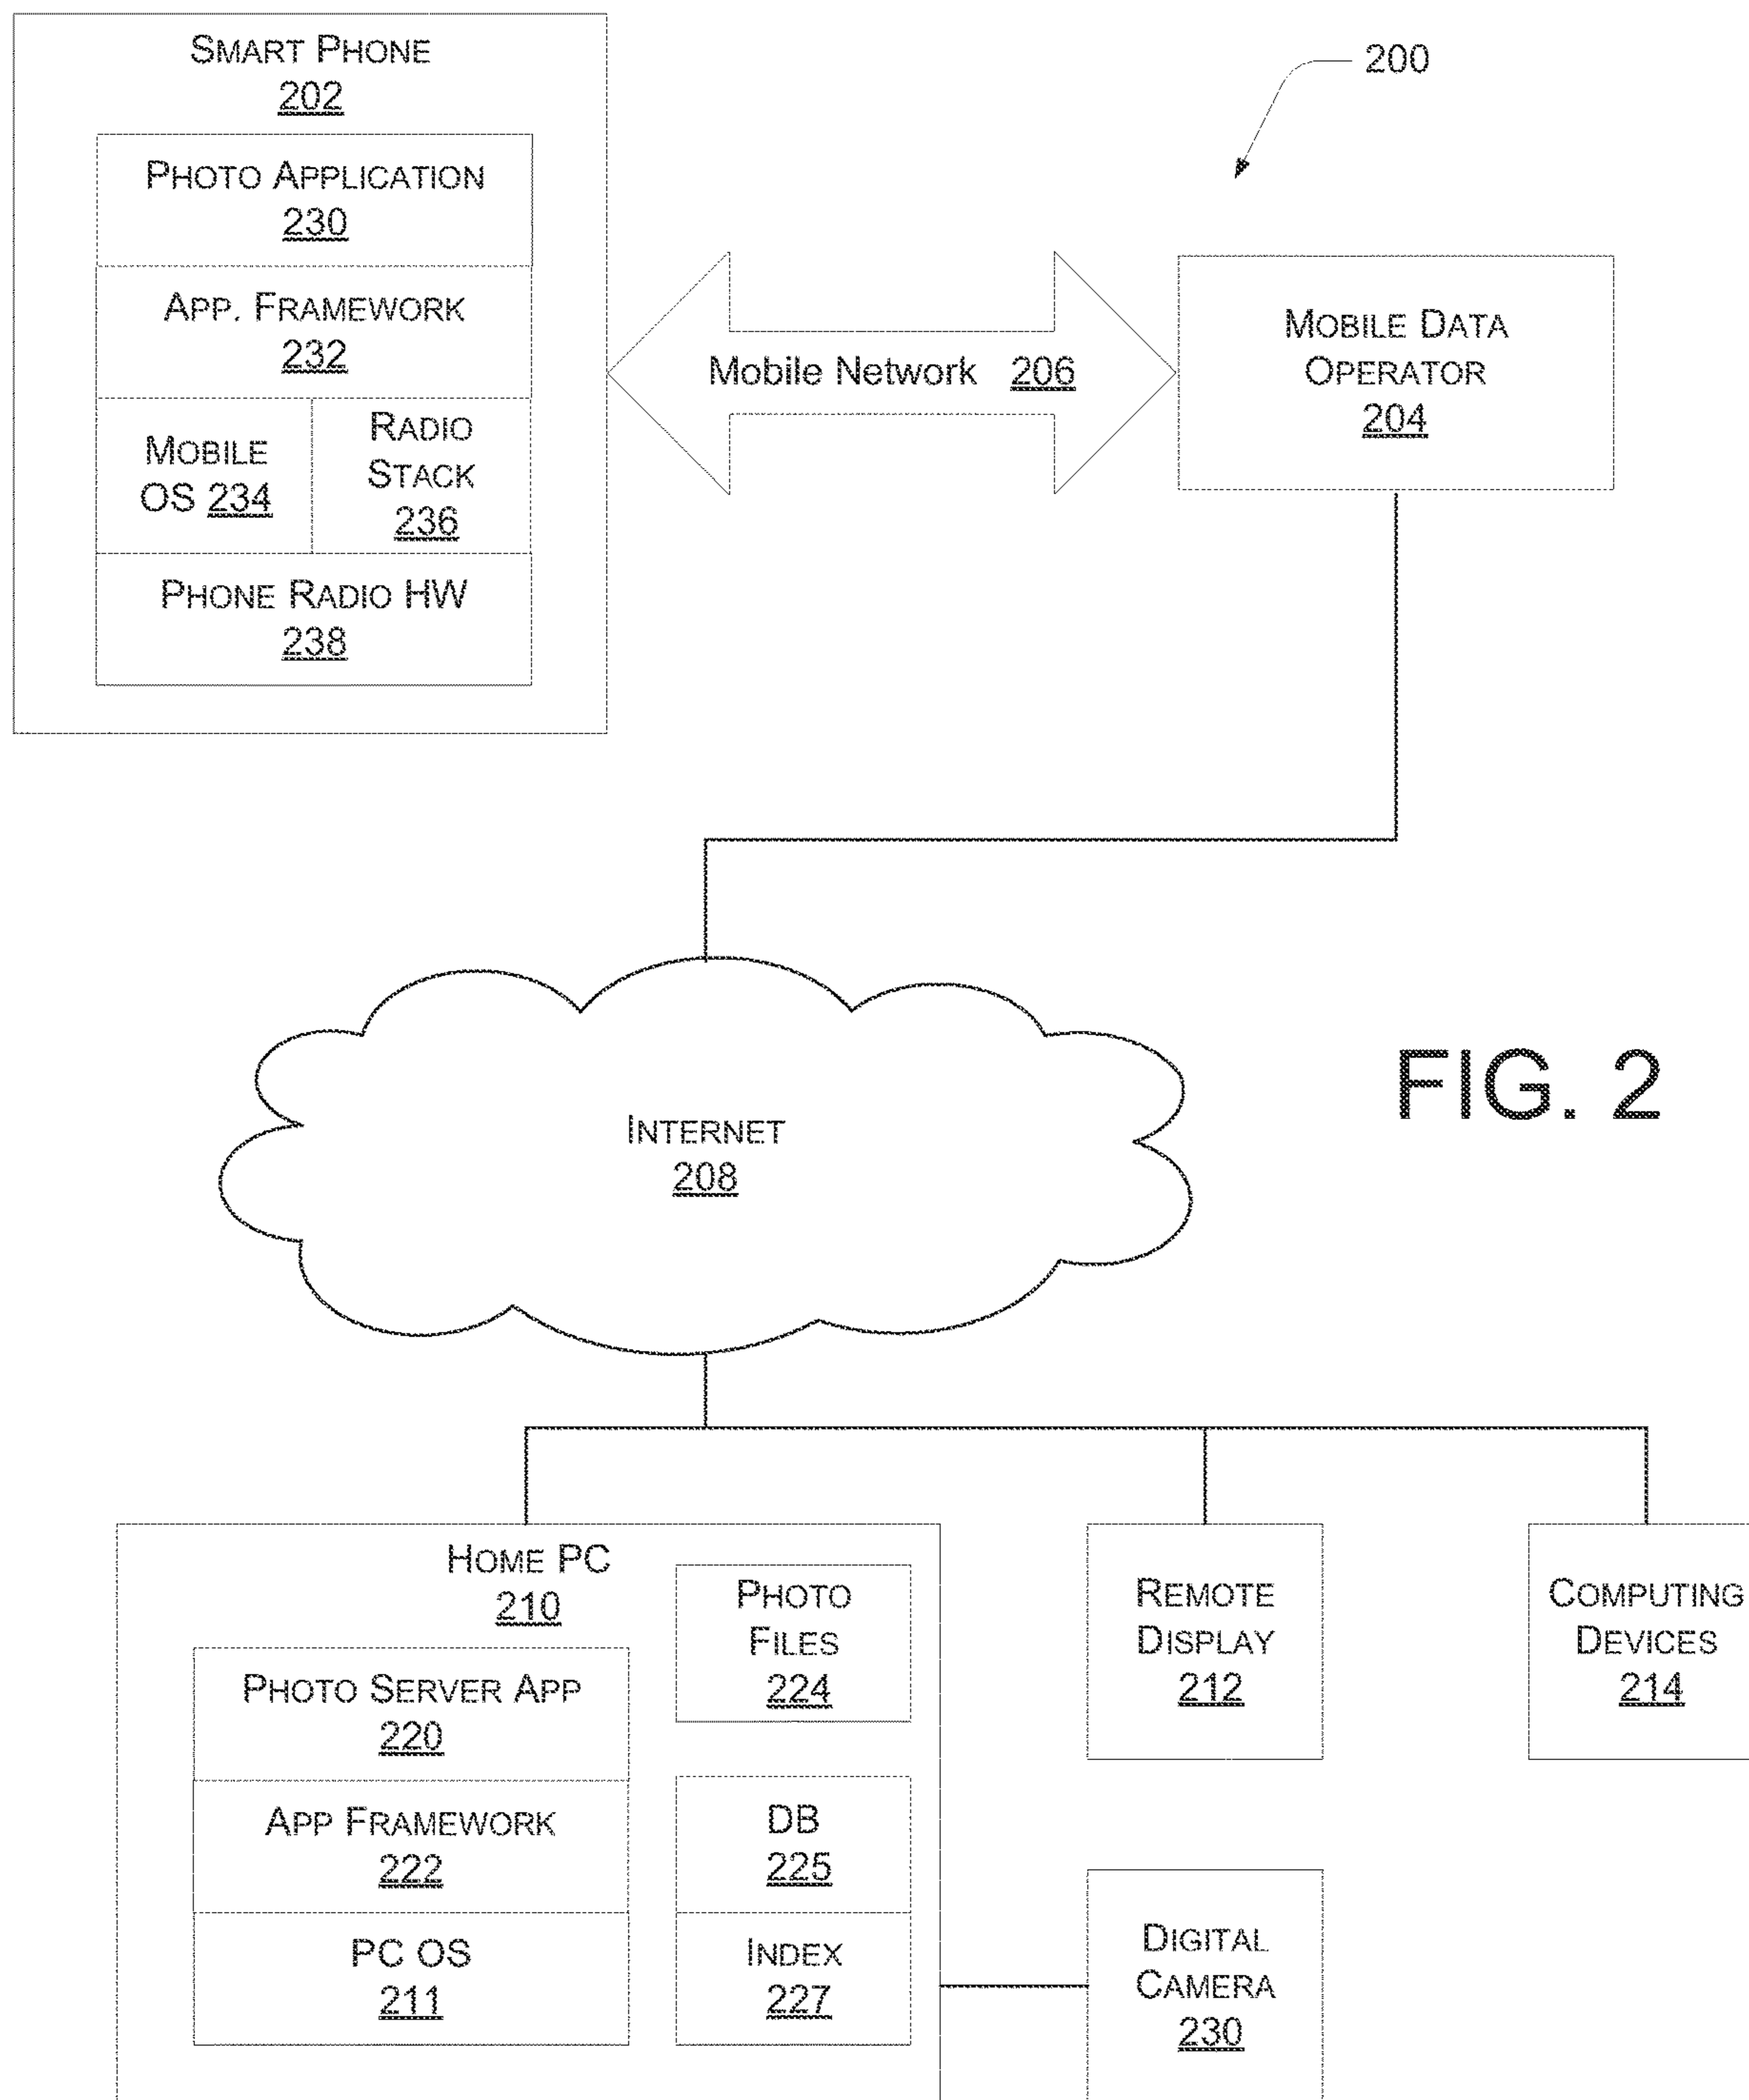 SMART PHONE
202
200
PHOTO APPLICATION
230
APP. FRAMEWORK
232
MOBILE
OS 234
RADIO
STACK
236
PHONE RADIO HW
238
Mobile Network 206
MOBILE DATA
OPERATOR
204
INTERNET
208
FIG. 2
HOME PC
210
PHOTO SERVER APP
220
APP FRAMEWORK
222
PC OS
211
PHOTO
FILES
224
DB
225
INDEX
227
REMOTE
DISPLAY
212
COMPUTING
DEVICES
214
DIGITAL
CAMERA
230